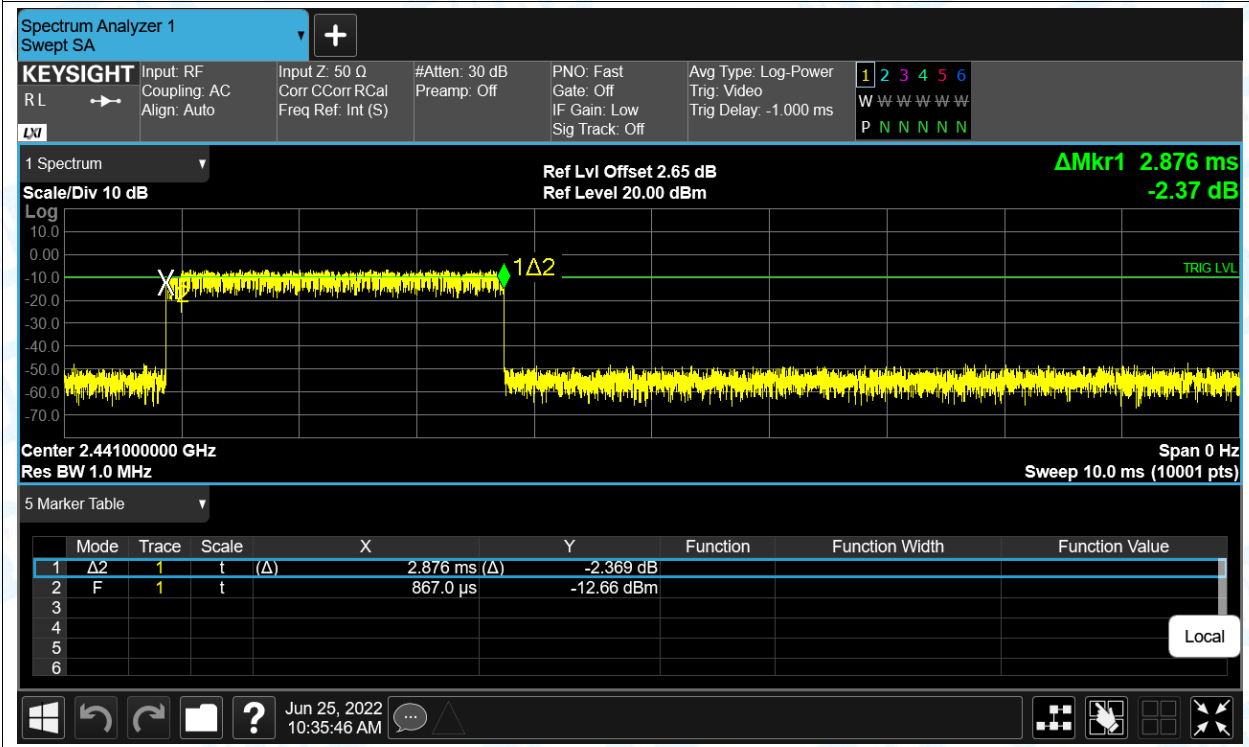 Spectrum Analyzer 1
Swept SA
KEYSIGHT
R L
LXI
Input: RF
Coupling: AC
Align: Auto
Input Z: 50 Ω
Corr CCorr RCal
Freq Ref: Int (S)
#Atten: 30 dB
Preamp: Off
PNO: Fast
Gate: Off
IF Gain: Low
Sig Track: Off
Avg Type: Log-Power
Trig: Video
Trig Delay: -1.000 ms
1 2 3 4 5 6
W W W W W W
P N N N N N
1 Spectrum
Scale/Div 10 dB
Ref Lvl Offset 2.65 dB
Ref Level 20.00 dBm
ΔMkr1 2.876 ms
-2.37 dB
Log
10.0
0.00
-10.0
-20.0
-30.0
-40.0
-50.0
-60.0
-70.0
1Δ2
TRIG LVL
Center 2.441000000 GHz
Span 0 Hz
Res BW 1.0 MHz
Sweep 10.0 ms (10001 pts)
5 Marker Table
Mode Trace Scale X Y Function Function Width Function Value
1 Δ2 1 t (Δ) 2.876 ms (Δ) -2.369 dB
2 F 1 t 867.0 µs -12.66 dBm
3
4
5
6
Local
?
Jun 25, 2022
10:35:46 AM